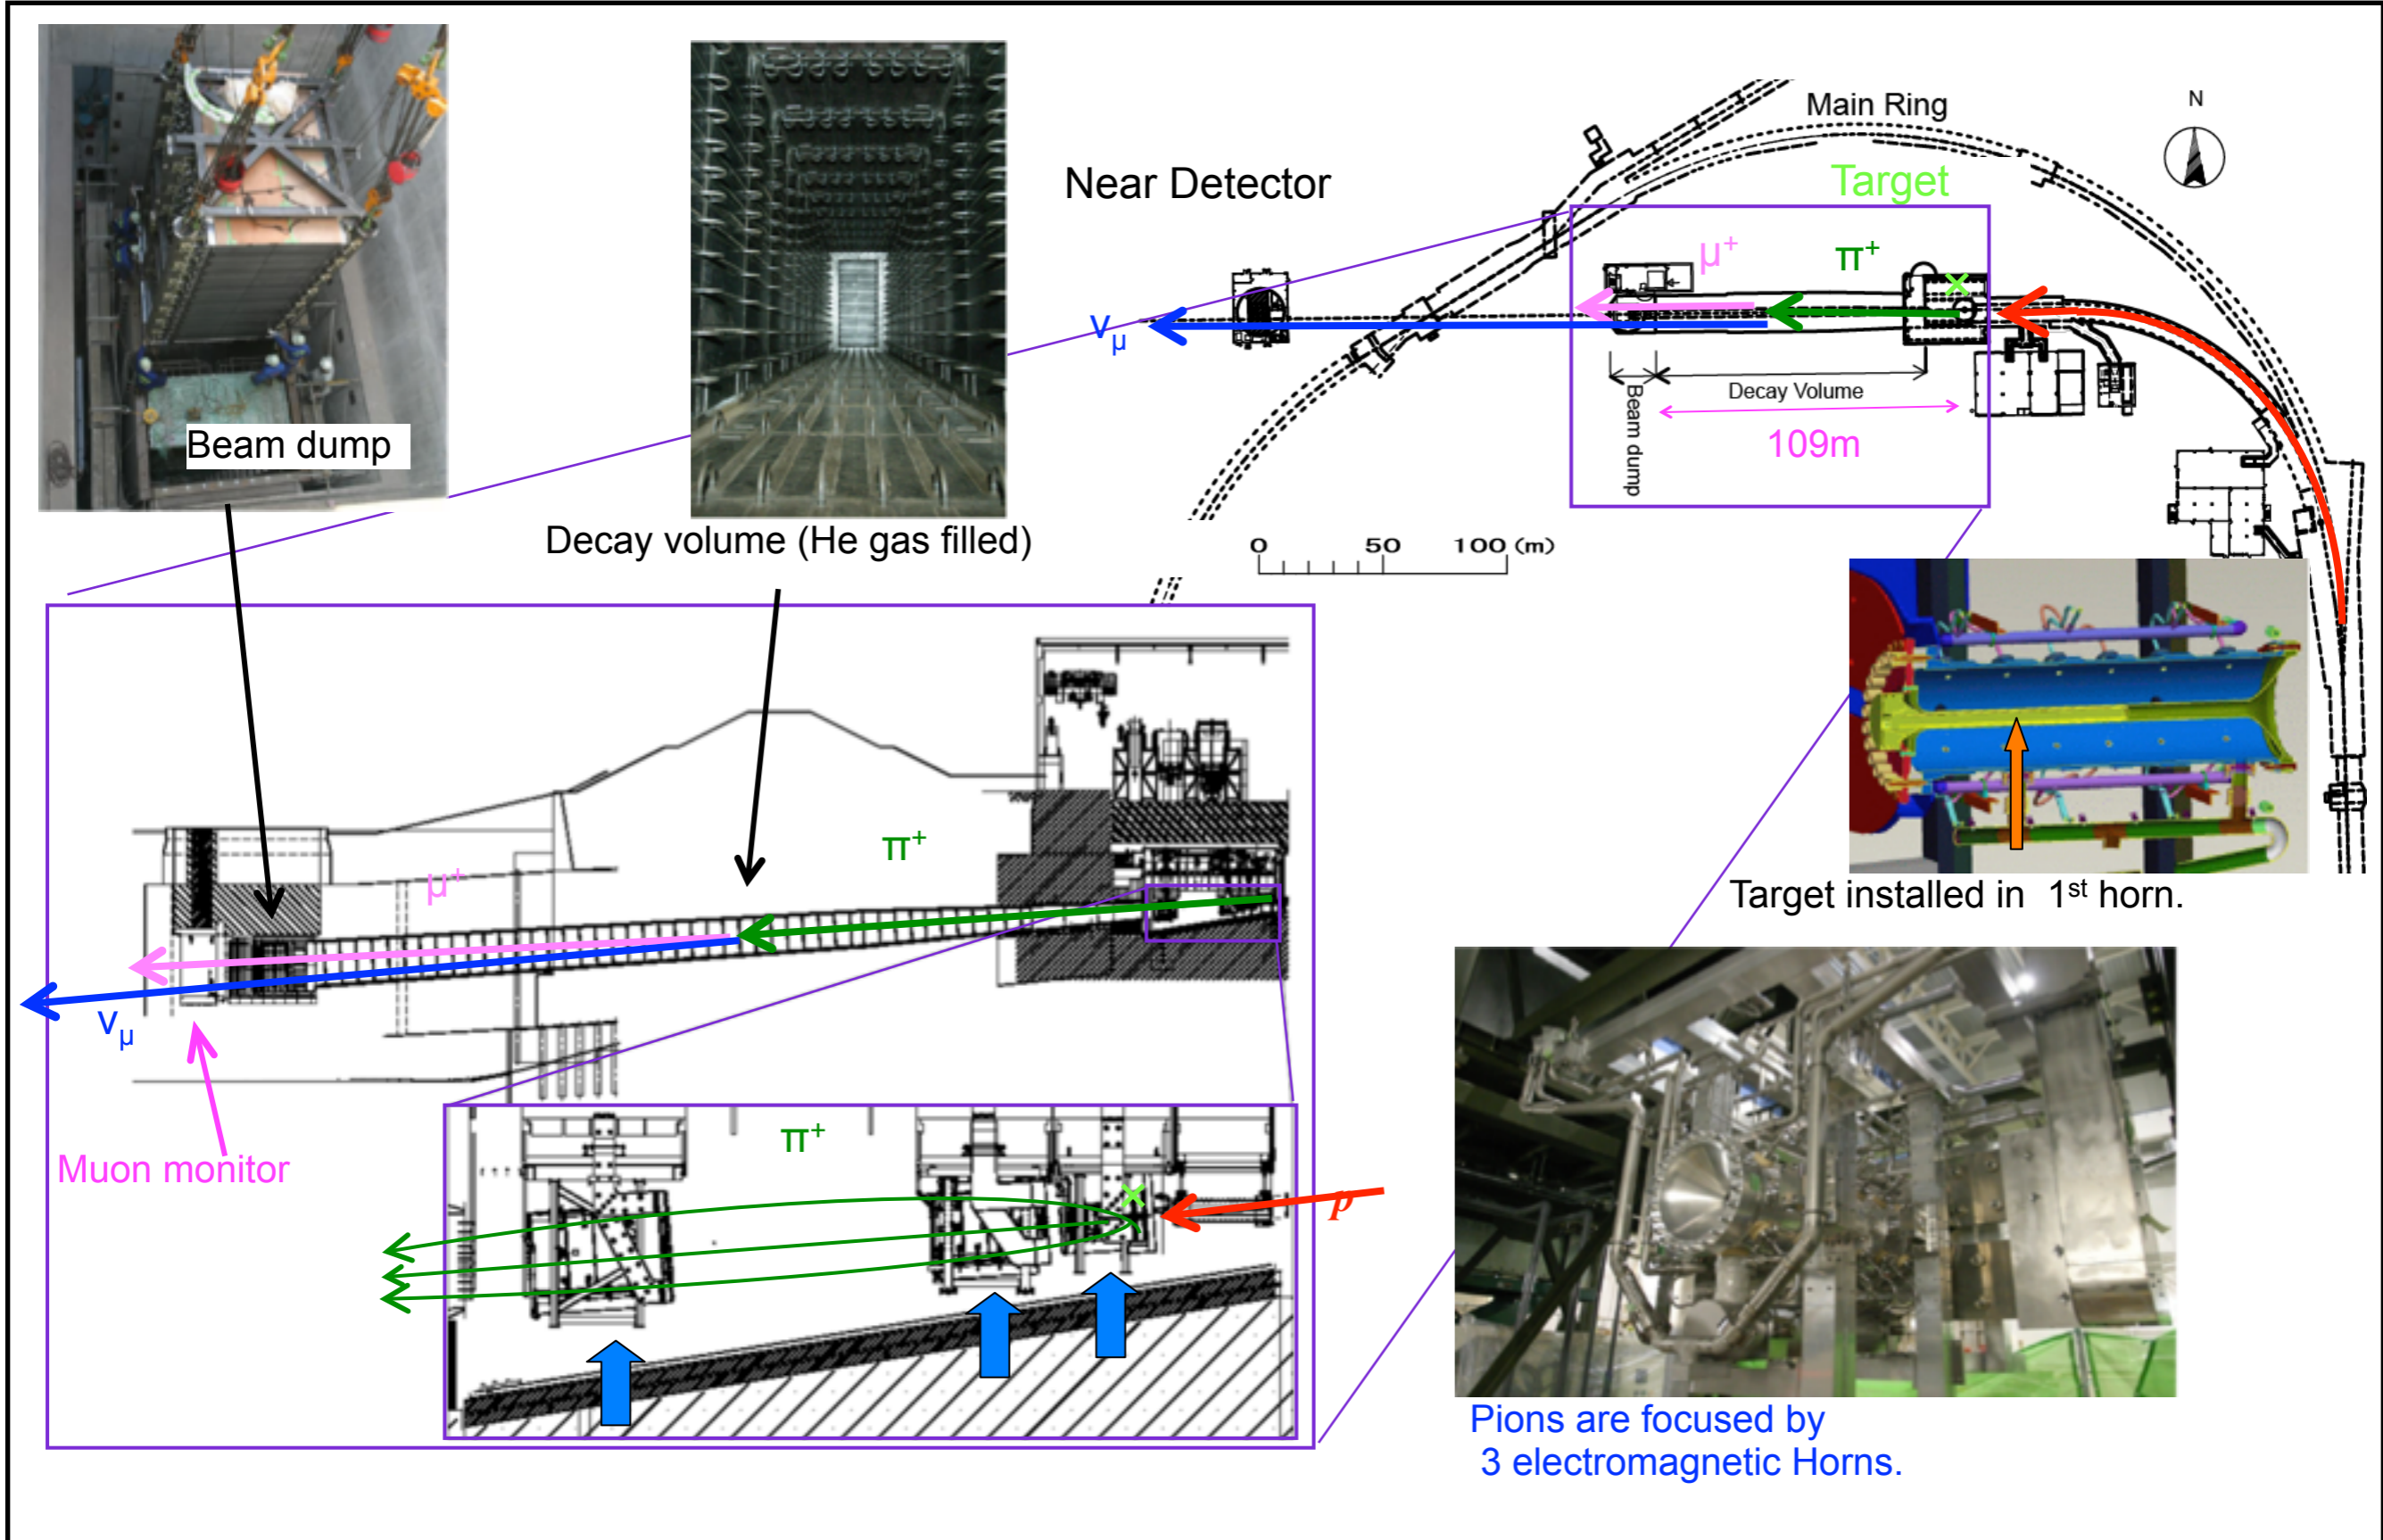 Main Ring
N
Near Detector
Target
μ+
π+
νμ
Beam dump
Decay Volume
109m
Beam dump
Decay volume (He gas filled)
0 50 100 (m)
π+
μ+
Target installed in 1st horn.
νμ
π+
Muon monitor
p
Pions are focused by
3 electromagnetic Horns.